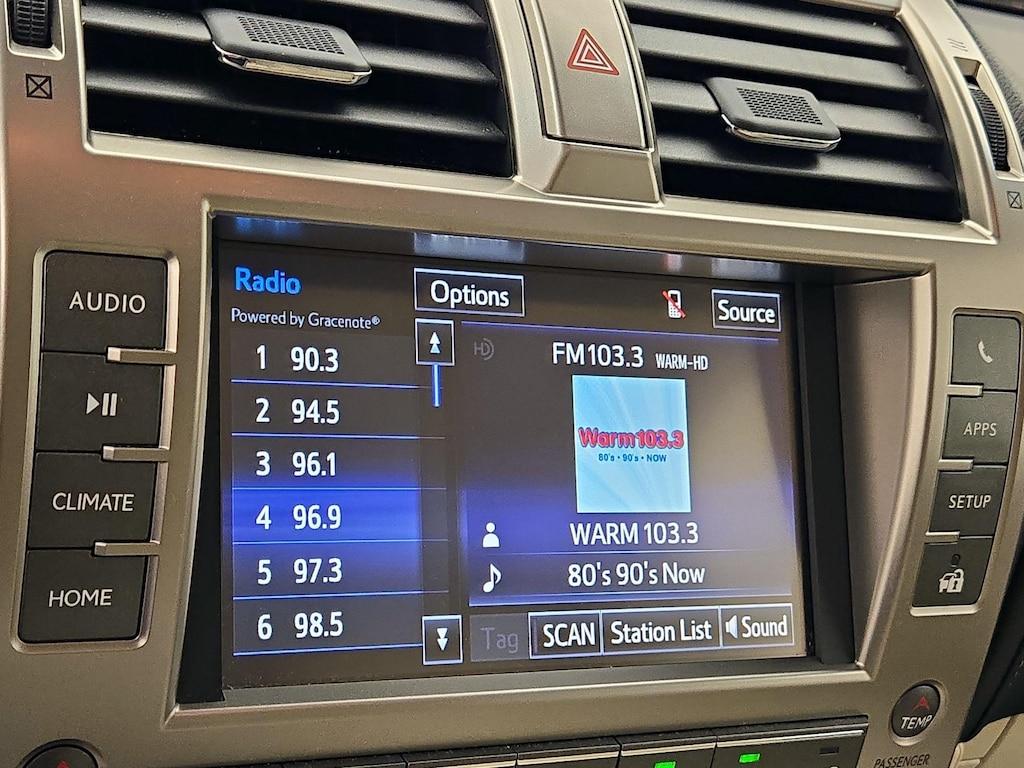 AUDIO
CLIMATE
HOME
Radio
Powered by Gracenote®
Options
Source
1 90.3
2 94.5
3 96.1
4 96.9
5 97.3
6 98.5
HD
FM103.3 WARM-HD
Warm103.3
80's • 90's • NOW
WARM 103.3
80's 90's Now
Tag
SCAN
Station List
Sound
APPS
SETUP
TEMP
PASSENGER